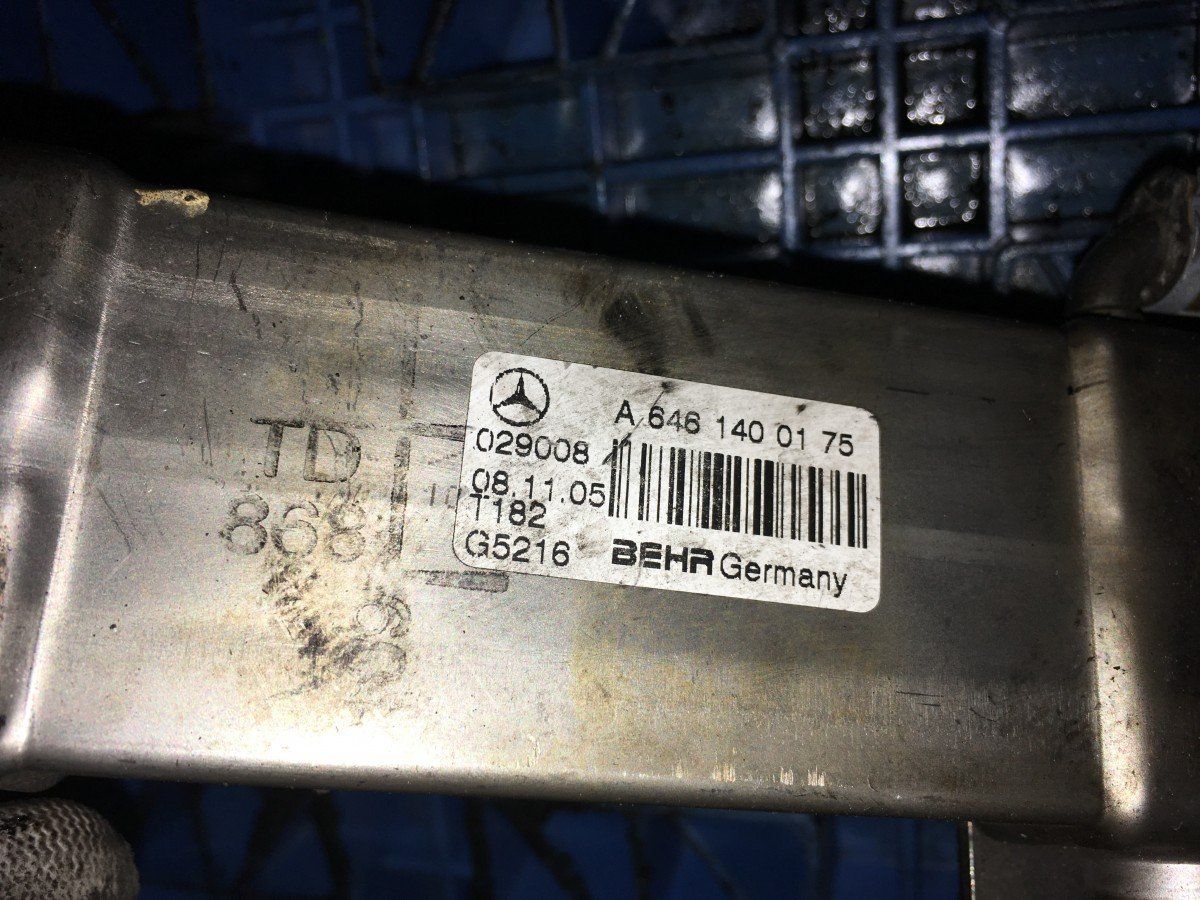 A 646 140 01 75
029008
08.11.05
T182
G5216
BEHR Germany
TD
868